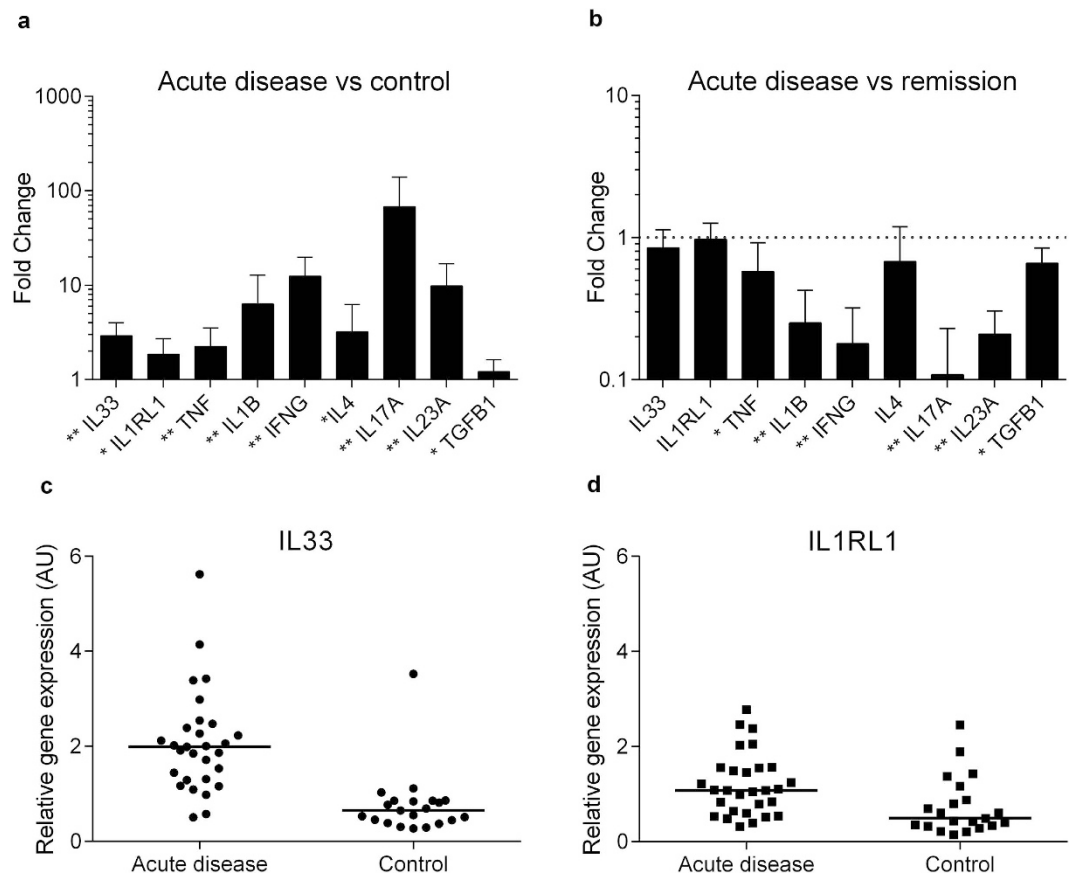 a
Acute disease vs control
Fold Change
1000
100
10
1
** IL33
* IL1RL1
** TNF
** IL1B
** IFNG
*IL4
** IL17A
** IL23A
* TGFB1
b
Acute disease vs remission
Fold Change
10
1
0.1
IL33
IL1RL1
* TNF
** IL1B
** IFNG
IL4
** IL17A
** IL23A
* TGFB1
c
IL33
Relative gene expression (AU)
6
4
2
0
Acute disease
Control
d
IL1RL1
Relative gene expression (AU)
6
4
2
0
Acute disease
Control